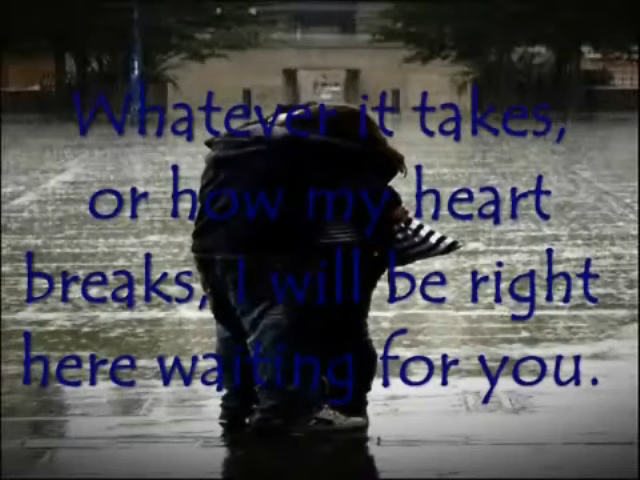 Whatever it takes,
or how my heart
breaks, I will be right
here waiting for you.